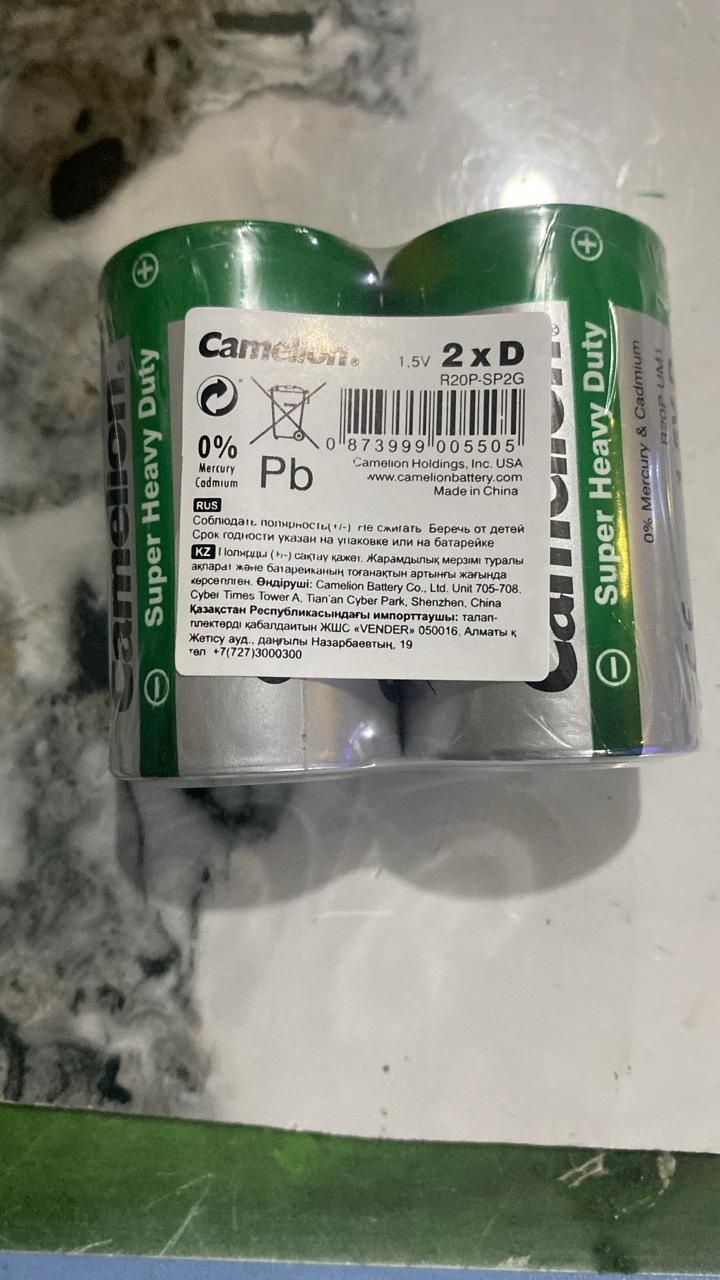 Camelion®
1,5V 2 x D
R20P-SP2G
0 873999 005505
0%
Mercury
Cadmium
Pb
Camelion Holdings, Inc. USA
www.camelionbattery.com
Made in China
RUS
Соблюдать полярность(+/-) Не сжигать Беречь от детей
Срок годности указан на упаковке или на батарейке
KZ Полярды (+/-) сақтау қажет. Жарамдылық мерзімі туралы
ақпарат және батареиканың тоғанақтың артынғы жағында
көрсетілген. Өндіруші: Camelion Battery Co., Ltd. Unit 705-708.
Cyber Times Tower A, Tian'an Cyber Park, Shenzhen, China
Қазақстан Республикасындағы импорттаушы: талап-
тілектерді қабалдаитын ЖШС «VENDER» 050016, Алматы қ
Жетісу ауд., даңғылы Назарбаевтың, 19
тел +7(727)3000300
Camelion®
+ Super Heavy Duty −
Camelion®
+ Super Heavy Duty −
0% Mercury & Cadmium
R20P UM1